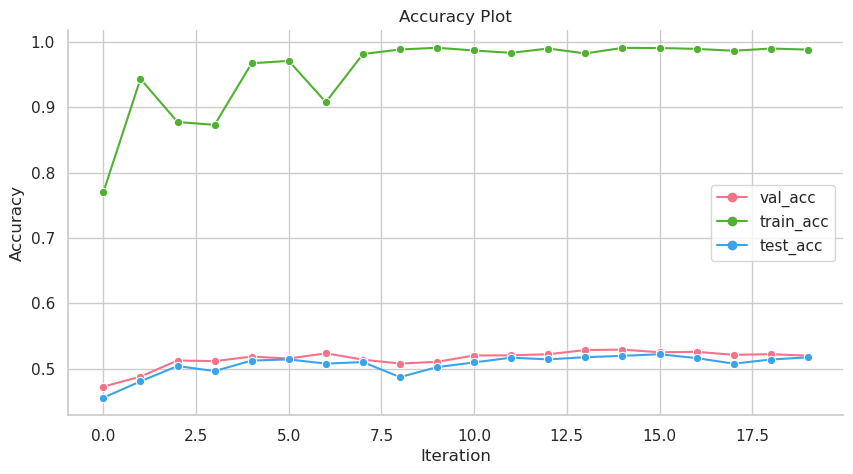 Accuracy Plot
1.0
0.9
0.8
0.7
0.6
0.5
Accuracy
val_acc
train_acc
test_acc
0.0 2.5 5.0 7.5 10.0 12.5 15.0 17.5
Iteration